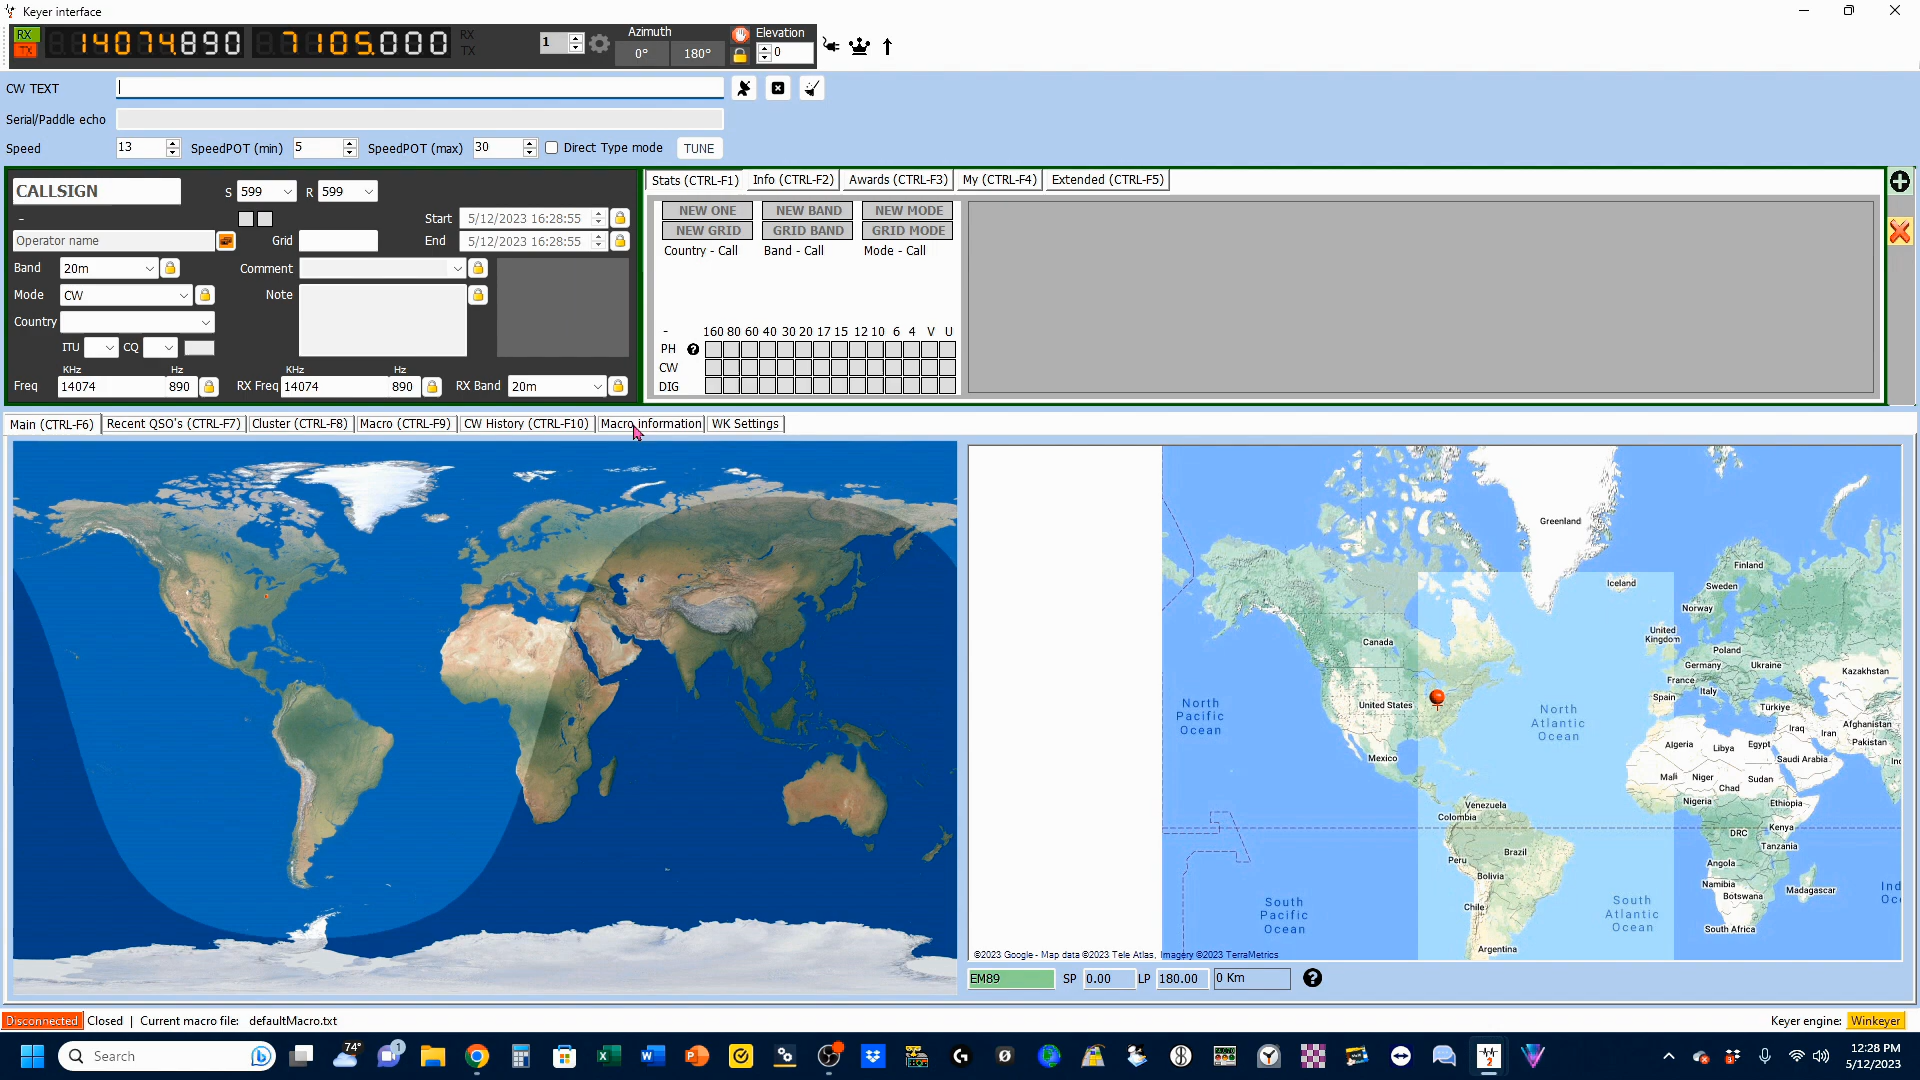 Keyer interface
RX TX 14074.890 7105.000 RX TX
1
Azimuth
0° 180°
Elevation
0
CW TEXT
Serial/Paddle echo
Speed 13 SpeedPOT (min) 5 SpeedPOT (max) 30 Direct Type mode TUNE
CALLSIGN S 599 R 599
-
Start 5/12/2023 16:28:55
Operator name Grid End 5/12/2023 16:28:55
Band 20m Comment
Mode CW Note
Country
ITU CQ
KHz Hz KHz Hz
Freq 14074 890 RX Freq 14074 890 RX Band 20m
Stats (CTRL-F1) Info (CTRL-F2) Awards (CTRL-F3) My (CTRL-F4) Extended (CTRL-F5)
NEW ONE NEW BAND NEW MODE
NEW GRID GRID BAND GRID MODE
Country - Call Band - Call Mode - Call
- 160 80 60 40 30 20 17 15 12 10 6 4 V U
PH
CW
DIG
Main (CTRL-F6) Recent QSO's (CTRL-F7) Cluster (CTRL-F8) Macro (CTRL-F9) CW History (CTRL-F10) Macro information WK Settings
Greenland
Iceland
Finland
Sweden
Norway
United Kingdom
Canada
Poland
Germany
Ukraine
France
Kazakhstan
Spain
Italy
United States
North Pacific Ocean
North Atlantic Ocean
Türkiye
Iraq
Iran
Afghanistan
Pakistan
Algeria
Libya
Egypt
Saudi Arabia
Inc
Mexico
Mali
Niger
Sudan
Chad
Nigeria
Ethiopia
Venezuela
Colombia
DRC
Kenya
Tanzania
Brazil
Peru
Angola
Bolivia
Namibia
Botswana
Madagascar
Ind
Oc
Chile
South Pacific Ocean
South Atlantic Ocean
South Africa
Argentina
©2023 Google - Map data ©2023 Tele Atlas, Imagery ©2023 TerraMetrics
EM89 SP 0.00 LP 180.00 0 Km
Disconnected Closed | Current macro file: defaultMacro.txt
Keyer engine: Winkeyer
Search
74°
1
2
12:28 PM
5/12/2023